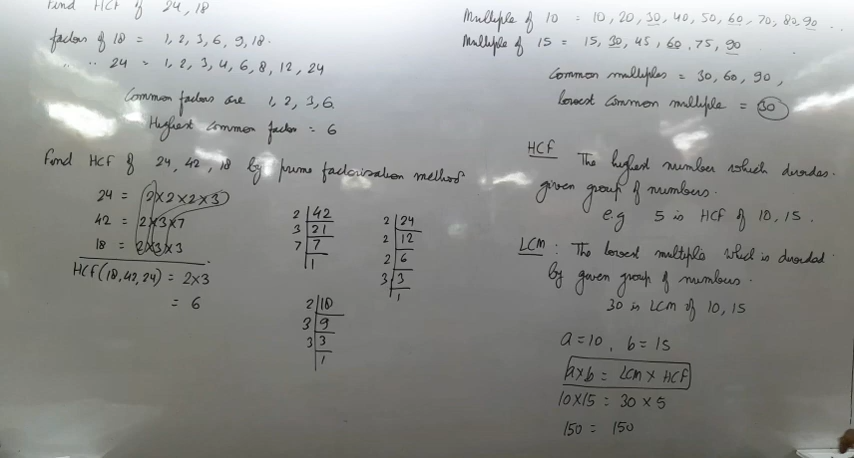 Find HCF of 24, 18
factors of 18 = 1, 2, 3, 6, 9, 18.
" " 24 = 1, 2, 3, 4, 6, 8, 12, 24
Common factors are 1, 2, 3, 6.
Highest common factor = 6
Find HCF of 24, 42, 18 by prime factorisation method
24 = 2×2×2×3
42 = 2×3×7
18 = 2×3×3
HCF(18,42,24) = 2×3
= 6
2 | 42
3 | 21
7 | 7
1
2 | 24
2 | 12
2 | 6
3 | 3
1
2 | 18
3 | 9
3 | 3
1
Multiple of 10 = 10, 20, 30, 40, 50, 60, 70, 80, 90 ...
Multiple of 15 = 15, 30, 45, 60, 75, 90
Common multiples = 30, 60, 90,
lowest common multiple = 30
HCF The highest number which divides
given group of numbers.
e.g 5 is HCF of 10, 15.
LCM : The lowest multiple which is divided
by given group of numbers.
30 is LCM of 10, 15
a = 10, b = 15
a×b = LCM × HCF
10×15 = 30 × 5
150 = 150